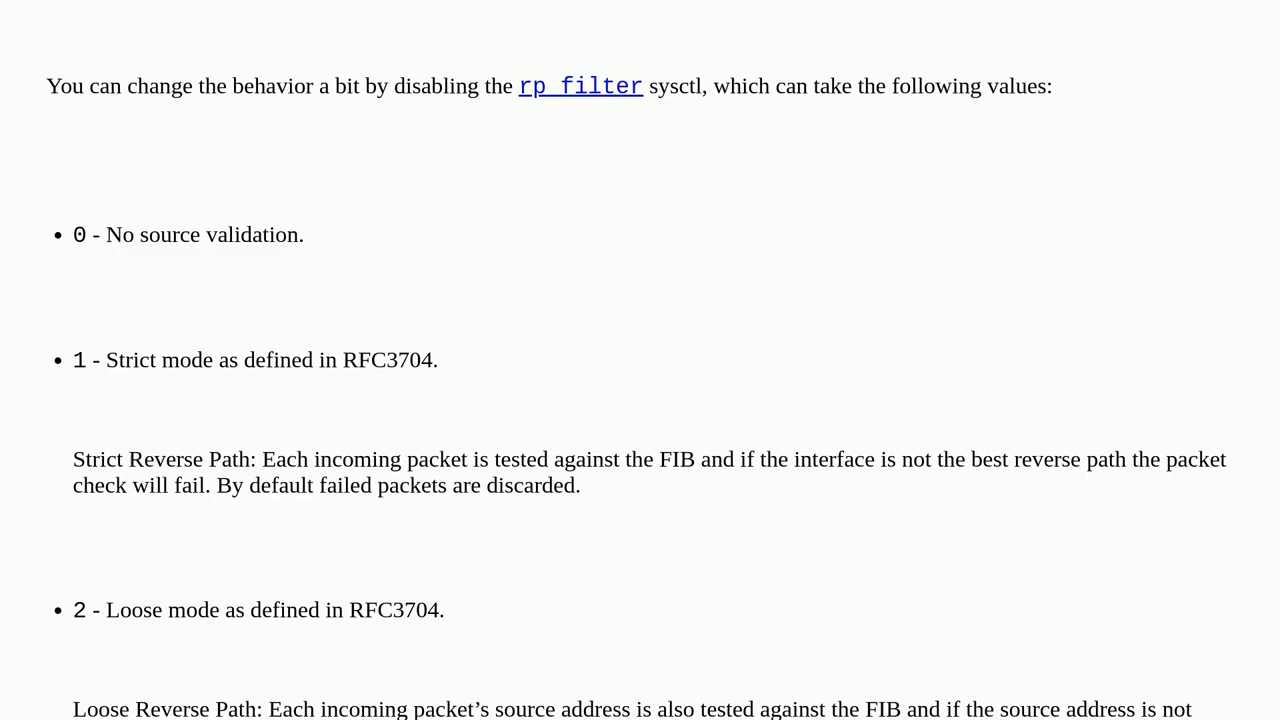 You can change the behavior a bit by disabling the rp_filter sysctl, which can take the following values:
• 0 - No source validation.
• 1 - Strict mode as defined in RFC3704.
Strict Reverse Path: Each incoming packet is tested against the FIB and if the interface is not the best reverse path the packet
check will fail. By default failed packets are discarded.
• 2 - Loose mode as defined in RFC3704.
Loose Reverse Path: Each incoming packet’s source address is also tested against the FIB and if the source address is not